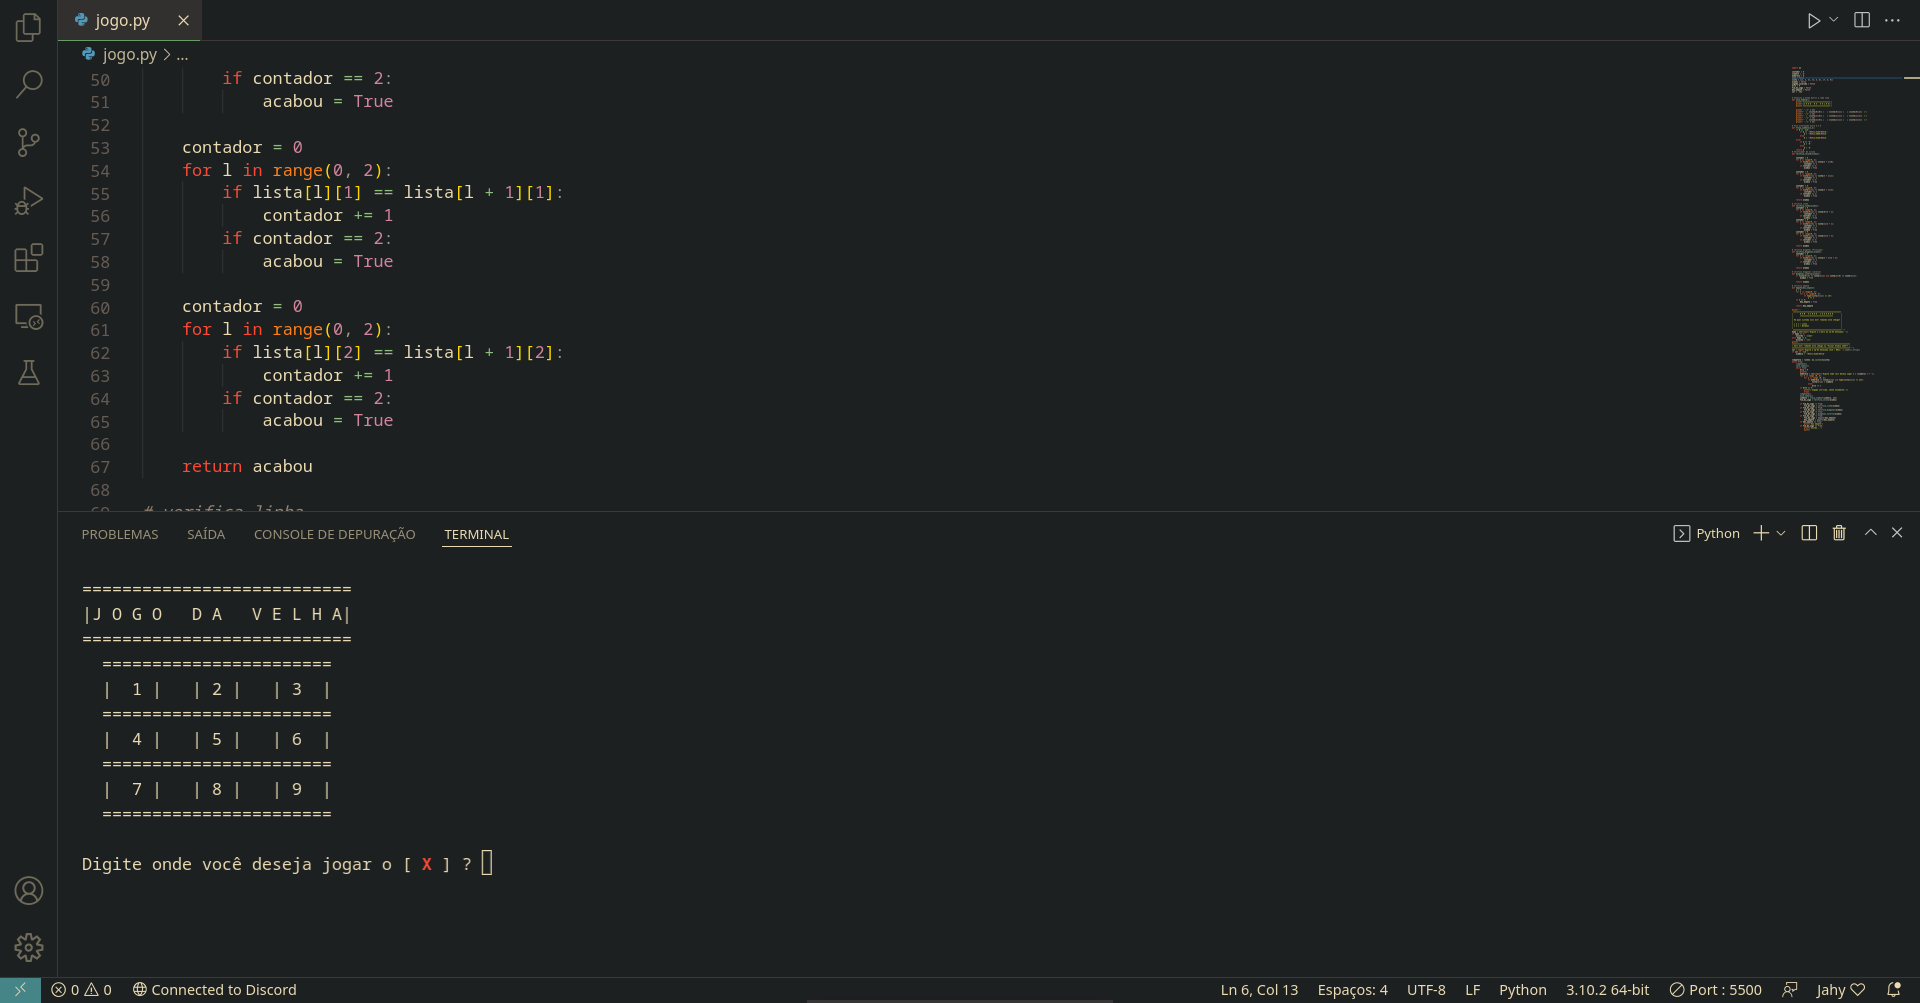 jogo.py
jogo.py > ...
50 if contador == 2:
51 acabou = True
52
53 contador = 0
54 for l in range(0, 2):
55 if lista[l][1] == lista[l + 1][1]:
56 contador += 1
57 if contador == 2:
58 acabou = True
59
60 contador = 0
61 for l in range(0, 2):
62 if lista[l][2] == lista[l + 1][2]:
63 contador += 1
64 if contador == 2:
65 acabou = True
66
67 return acabou
68
69 # verifica linha
PROBLEMAS SAÍDA CONSOLE DE DEPURAÇÃO TERMINAL Python
===========================
|J O G O   D A   V E L H A|
===========================
=======================
|  1 |   | 2 |   | 3  |
=======================
|  4 |   | 5 |   | 6  |
=======================
|  7 |   | 8 |   | 9  |
=======================
Digite onde você deseja jogar o [ X ] ?
0 0 Connected to Discord Ln 6, Col 13 Espaços: 4 UTF-8 LF Python 3.10.2 64-bit Port : 5500 Jahy